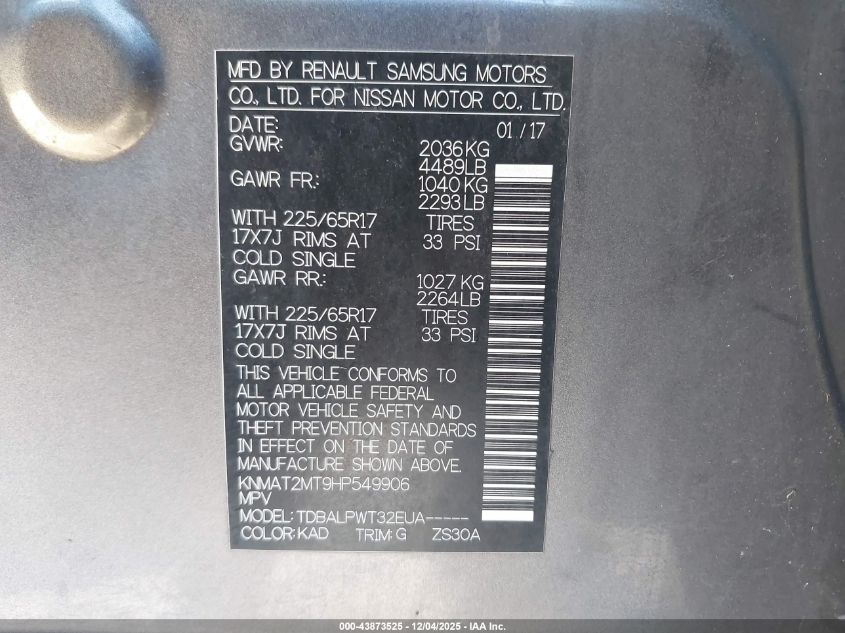 MFD BY RENAULT SAMSUNG MOTORS
CO., LTD. FOR NISSAN MOTOR CO., LTD.
DATE: 01/17
GVWR: 2036KG
4489LB
GAWR FR.: 1040 KG
2293LB
WITH 225/65R17 TIRES
17X7J RIMS AT 33 PSI
COLD SINGLE
GAWR RR.: 1027 KG
2264LB
WITH 225/65R17 TIRES
17X7J RIMS AT 33 PSI
COLD SINGLE
THIS VEHICLE CONFORMS TO
ALL APPLICABLE FEDERAL
MOTOR VEHICLE SAFETY AND
THEFT PREVENTION STANDARDS
IN EFFECT ON THE DATE OF
MANUFACTURE SHOWN ABOVE.
KNMAT2MT9HP549906
MPV
MODEL: TDBALPWT32EUA-----
COLOR: KAD TRIM: G ZS30A
000-43873525 - 12/04/2025 - IAA Inc.